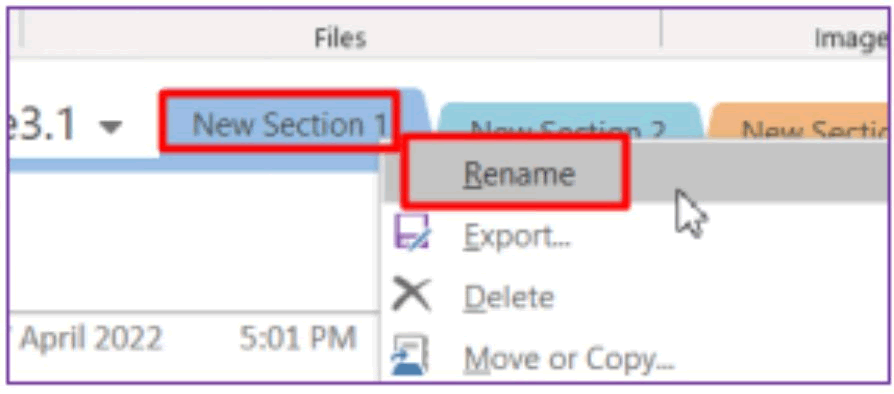 Files Image
e3.1 New Section 1 New Section 2 New Sectio
Rename
Export...
Delete
April 2022 5:01 PM
Move or Copy...